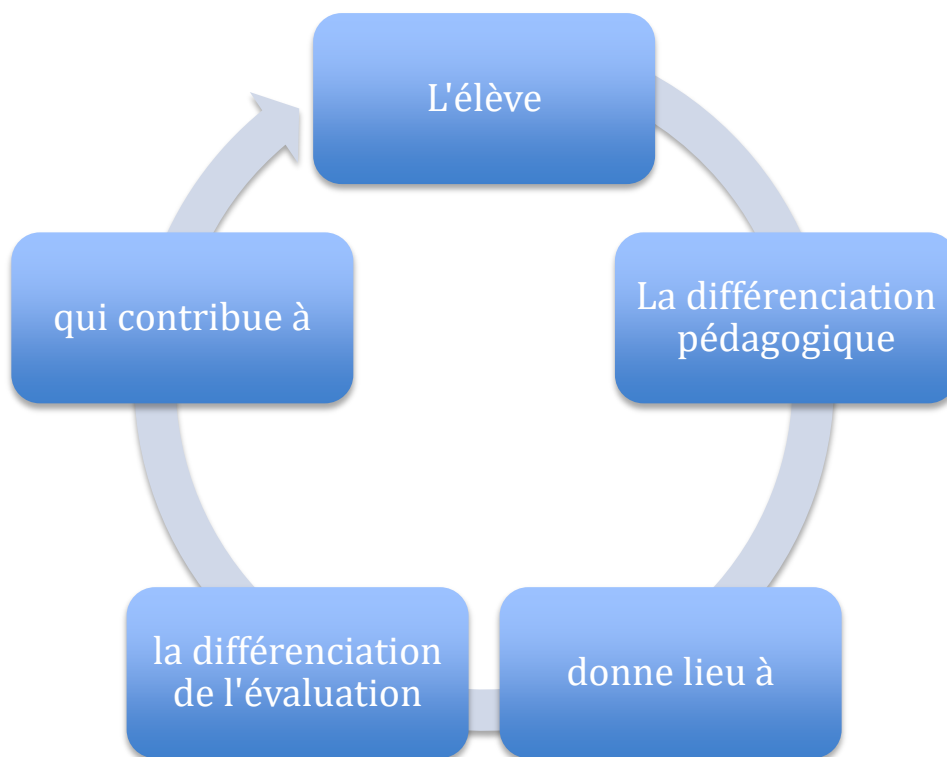 L'élève
La différenciation
pédagogique
donne lieu à
la différenciation
de l'évaluation
qui contribue à